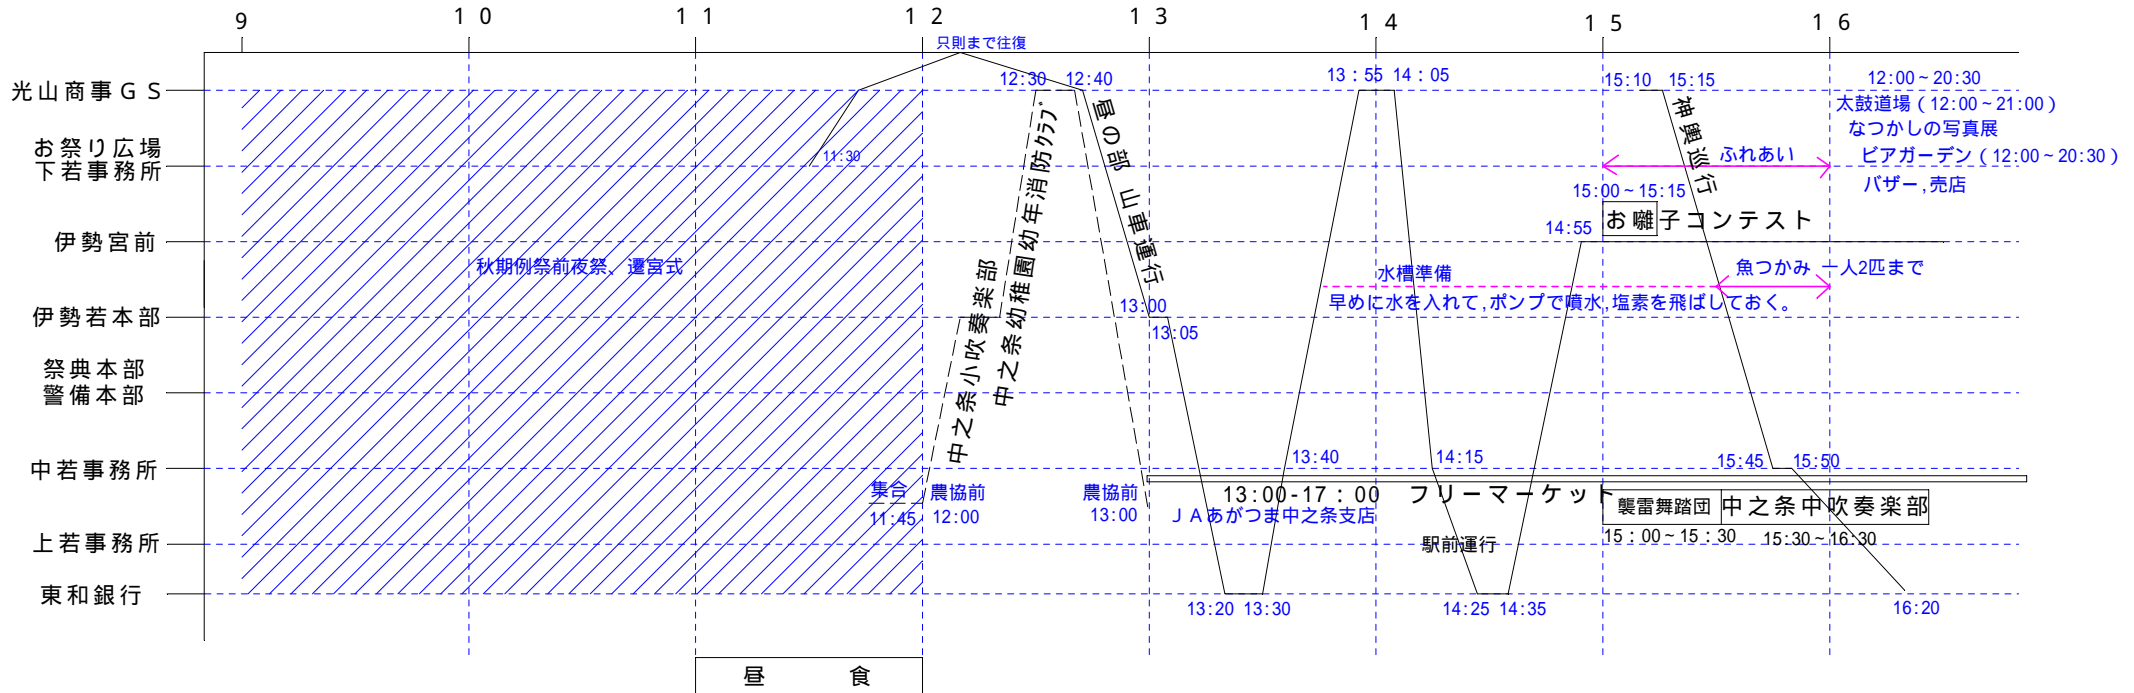 9
10
11
12
13
14
15
16
只則まで往復
光山商事GS
12:30
12:40
13:55
14:05
15:10
15:15
12:00~20:30
太鼓道場(12:00~21:00)
なつかしの写真展
お祭り広場
下若事務所
11:30
ふれあい
ビアガーデン(12:00~20:30)
バザー,売店
昼の部 山車運行
神輿巡行
15:00~15:15
お囃子コンテスト
伊勢宮前
14:55
秋期例祭前夜祭、遷宮式
中之条小吹奏楽部
中之条幼稚園幼年消防クラブ
水槽準備
魚つかみ 一人2匹まで
早めに水を入れて,ポンプで噴水,塩素を飛ばしておく。
伊勢若本部
13:00
13:05
祭典本部
警備本部
中若事務所
13:40
14:15
15:45
15:50
集合
11:45
農協前
12:00
農協前
13:00
13:00-17:00 フリーマーケット
JAあがつま中之条支店
襲雷舞踏団
中之条中吹奏楽部
15:00~15:30
15:30~16:30
上若事務所
駅前運行
東和銀行
13:20
13:30
14:25
14:35
16:20
昼食